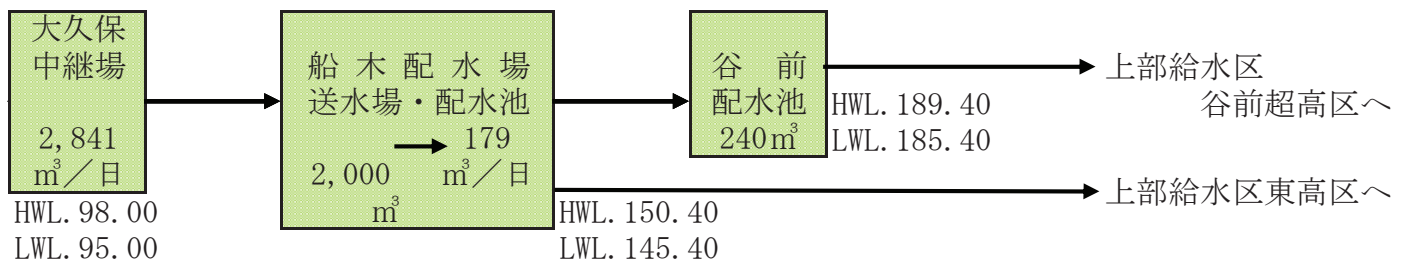 大久保
中継場
2,841
㎥／日
HWL.98.00
LWL.95.00
船木配水場
送水場・配水池
2,000
㎥
179
㎥／日
HWL.150.40
LWL.145.40
谷前
配水池
240㎥
HWL.189.40
LWL.185.40
上部給水区
谷前超高区へ
上部給水区東高区へ